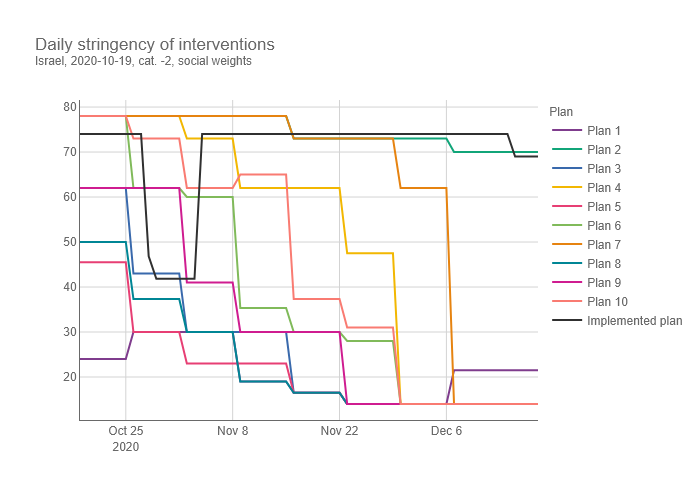 Daily stringency of interventions
Israel, 2020-10-19, cat. -2, social weights
80
70
60
50
40
30
20
Oct 25
2020
Nov 8
Nov 22
Dec 6
Plan
Plan 1
Plan 2
Plan 3
Plan 4
Plan 5
Plan 6
Plan 7
Plan 8
Plan 9
Plan 10
Implemented plan